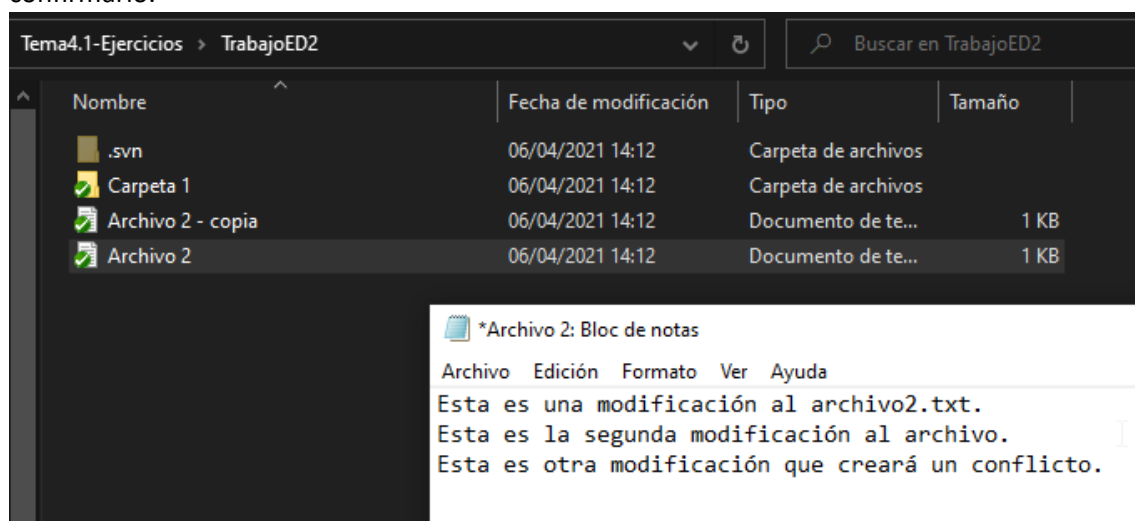 Tema4.1-Ejercicios > TrabajoED2
Buscar en TrabajoED2
Nombre Fecha de modificación Tipo Tamaño
.svn 06/04/2021 14:12 Carpeta de archivos
Carpeta 1 06/04/2021 14:12 Carpeta de archivos
Archivo 2 - copia 06/04/2021 14:12 Documento de te... 1 KB
Archivo 2 06/04/2021 14:12 Documento de te... 1 KB
*Archivo 2: Bloc de notas
Archivo Edición Formato Ver Ayuda
Esta es una modificación al archivo2.txt.
Esta es la segunda modificación al archivo.
Esta es otra modificación que creará un conflicto.